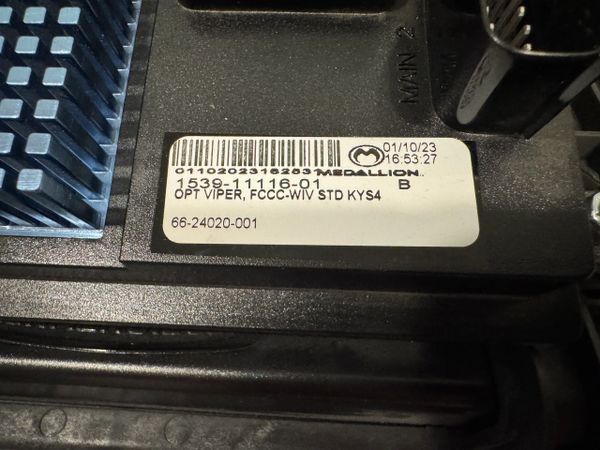 MAIN 2
01/10/23
16:53:27
0110202316263
MEDALLION
1539-11116-01 B
OPT VIPER, FCCC-WIV STD KYS4
66-24020-001